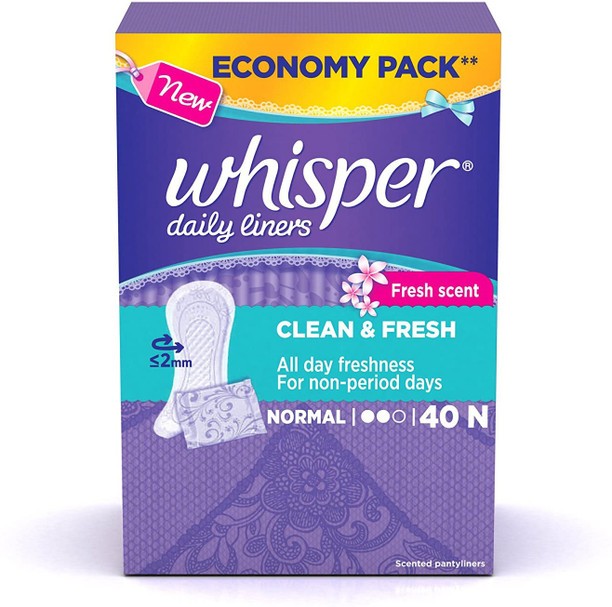 ECONOMY PACK**
New
whisper®
daily liners
Fresh scent
CLEAN & FRESH
≤2mm
All day freshness
For non-period days
NORMAL | ●●○ | 40 N
Scented pantyliners